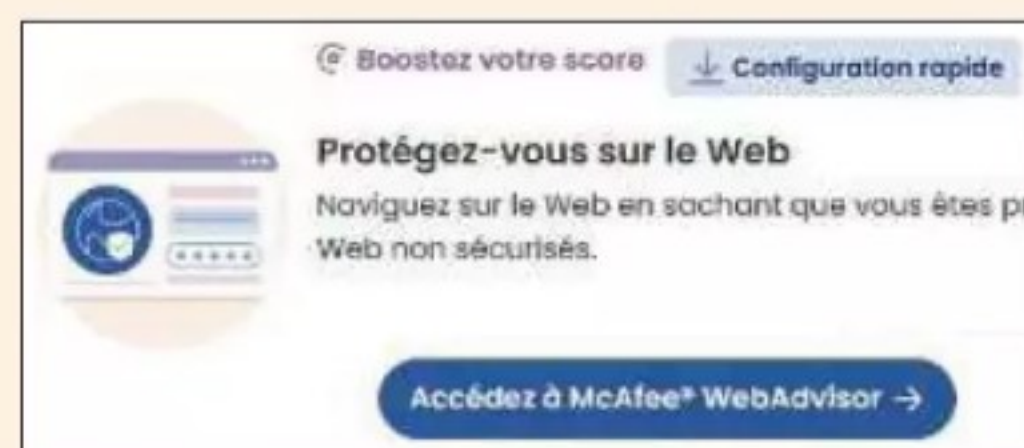 Boostez votre score
Configuration rapide
Protégez-vous sur le Web
Naviguez sur le Web en sachant que vous êtes
Web non sécurisés.
Accédez à McAfee® WebAdvisor →